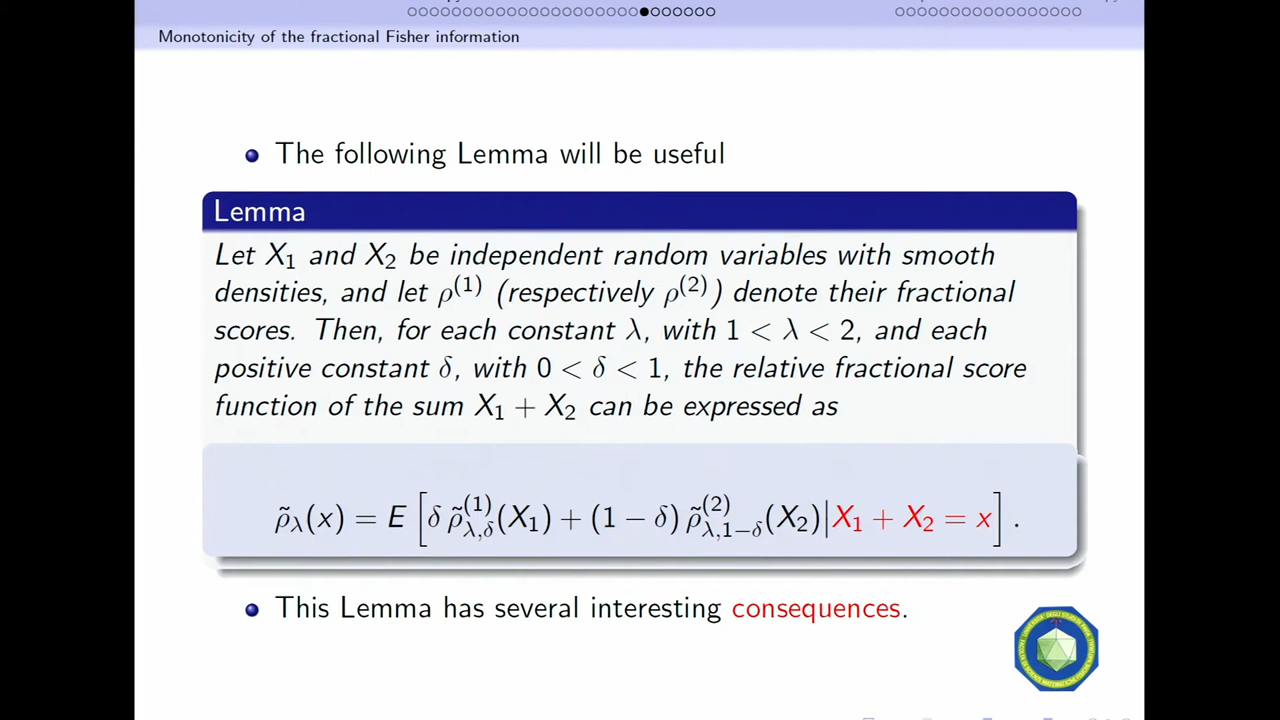 Monotonicity of the fractional Fisher information
The following Lemma will be useful
Lemma
Let X₁ and X₂ be independent random variables with smooth
densities, and let ρ⁽¹⁾ (respectively ρ⁽²⁾) denote their fractional
scores. Then, for each constant λ, with 1 < λ < 2, and each
positive constant δ, with 0 < δ < 1, the relative fractional score
function of the sum X₁ + X₂ can be expressed as
ρ̃_λ(x) = E [δ ρ̃^{(1)}_{λ,δ}(X₁) + (1 − δ) ρ̃^{(2)}_{λ,1−δ}(X₂)|X₁ + X₂ = x] .
This Lemma has several interesting consequences.